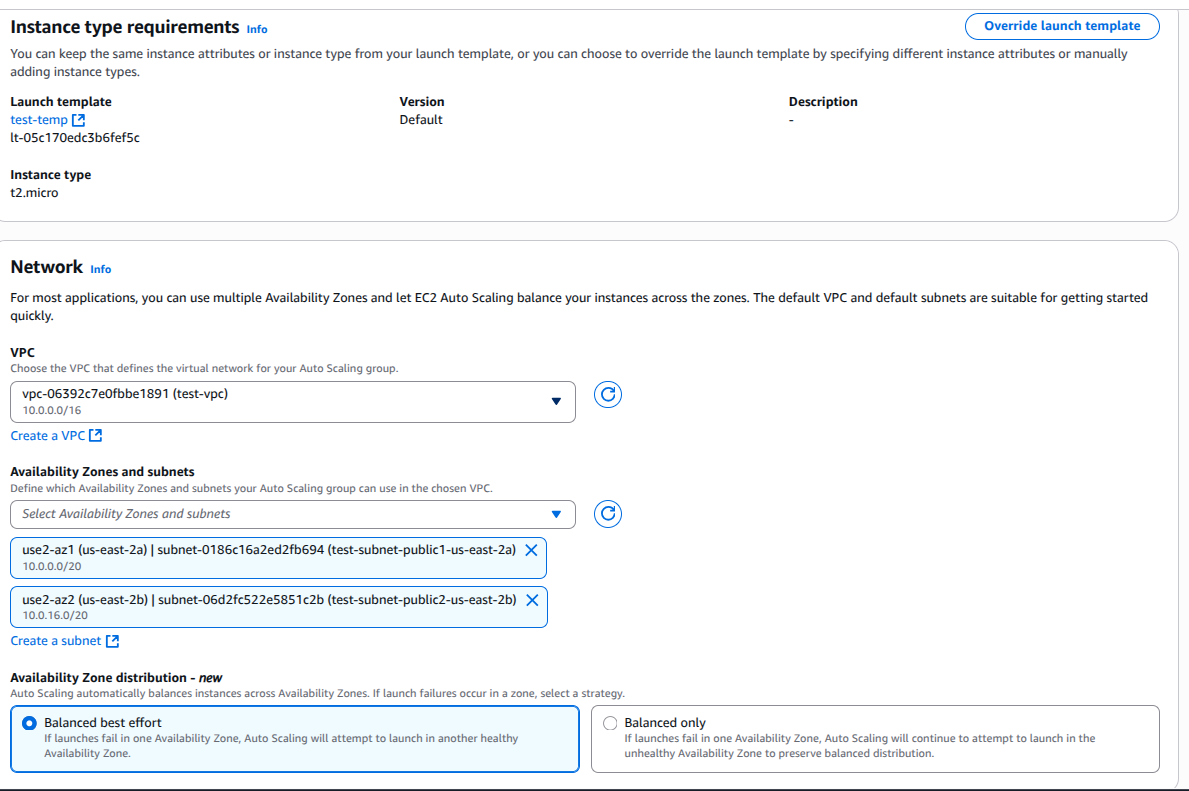 Instance type requirements Info
Override launch template
You can keep the same instance attributes or instance type from your launch template, or you can choose to override the launch template by specifying different instance attributes or manually
adding instance types.
Launch template
Version
Description
test-temp
Default
-
lt-05c170edc3b6fef5c
Instance type
t2.micro
Network Info
For most applications, you can use multiple Availability Zones and let EC2 Auto Scaling balance your instances across the zones. The default VPC and default subnets are suitable for getting started
quickly.
VPC
Choose the VPC that defines the virtual network for your Auto Scaling group.
vpc-06392c7e0fbbe1891 (test-vpc)
10.0.0.0/16
Create a VPC
Availability Zones and subnets
Define which Availability Zones and subnets your Auto Scaling group can use in the chosen VPC.
Select Availability Zones and subnets
use2-az1 (us-east-2a) | subnet-0186c16a2ed2fb694 (test-subnet-public1-us-east-2a)
10.0.0.0/20
use2-az2 (us-east-2b) | subnet-06d2fc522e5851c2b (test-subnet-public2-us-east-2b)
10.0.16.0/20
Create a subnet
Availability Zone distribution - new
Auto Scaling automatically balances instances across Availability Zones. If launch failures occur in a zone, select a strategy.
Balanced best effort
If launches fail in one Availability Zone, Auto Scaling will attempt to launch in another healthy
Availability Zone.
Balanced only
If launches fail in one Availability Zone, Auto Scaling will continue to attempt to launch in the
unhealthy Availability Zone to preserve balanced distribution.